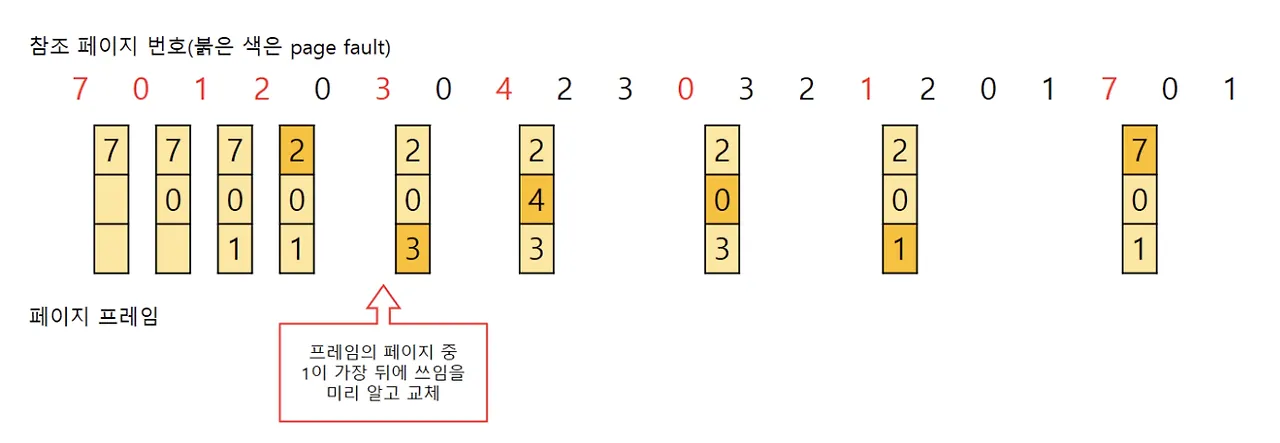 참조 페이지 번호(붉은 색은 page fault)
7 0 1 2 0 3 0 4 2 3 0 3 2 1 2 0 1 7 0 1
7 7 7 2 2 2 2 2 7
0 0 0 0 4 0 0 0
1 1 3 3 3 1 1
페이지 프레임
프레임의 페이지 중
1이 가장 뒤에 쓰임을
미리 알고 교체